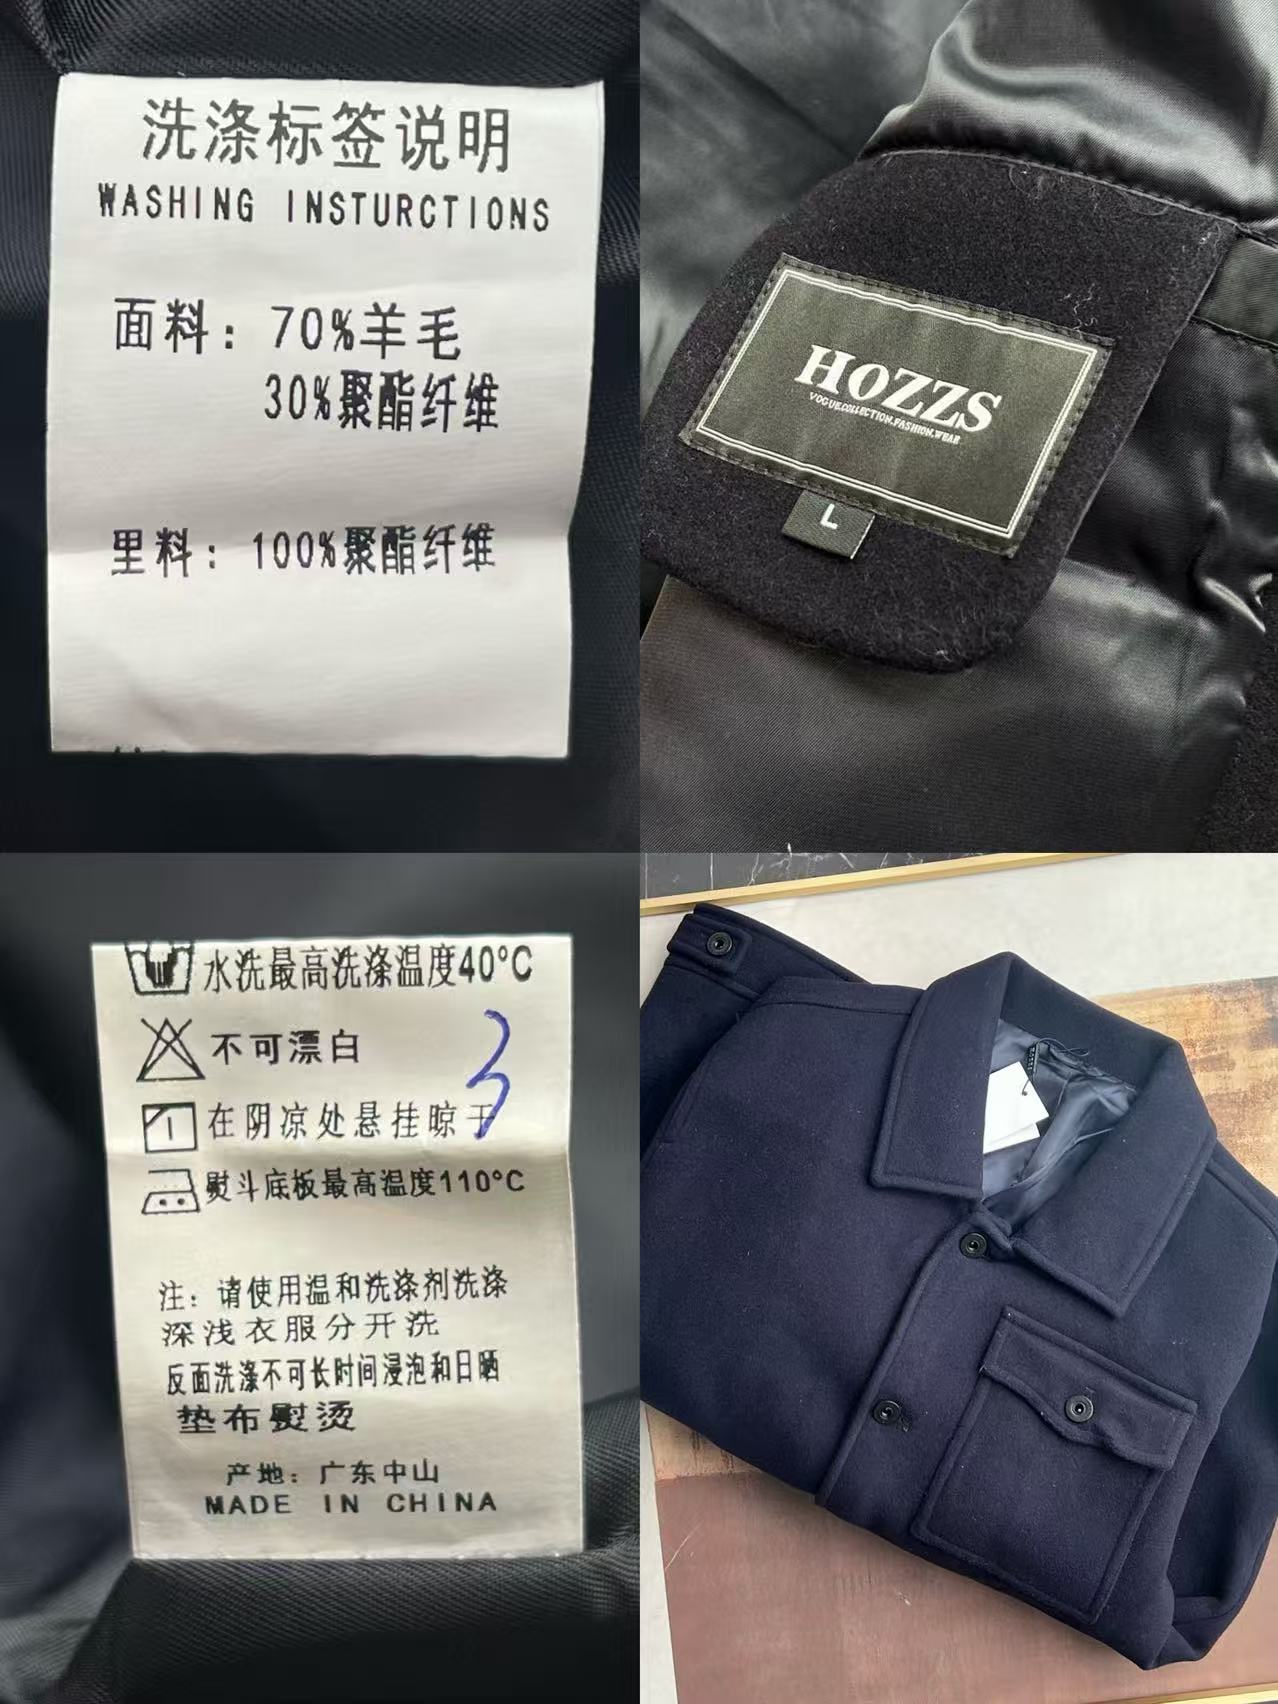 洗涤标签说明
WASHING INSTURCTIONS
面料：70%羊毛
30%聚酯纤维
里料：100%聚酯纤维
HOZZS
VOGUE.COLLECTION.FASHION.WEAR
L
水洗最高洗涤温度40°C
不可漂白
在阴凉处悬挂晾干
熨斗底板最高温度110°C
3
注：请使用温和洗涤剂洗涤
深浅衣服分开洗
反面洗涤不可长时间浸泡和日晒
垫布熨烫
产地：广东中山
MADE IN CHINA